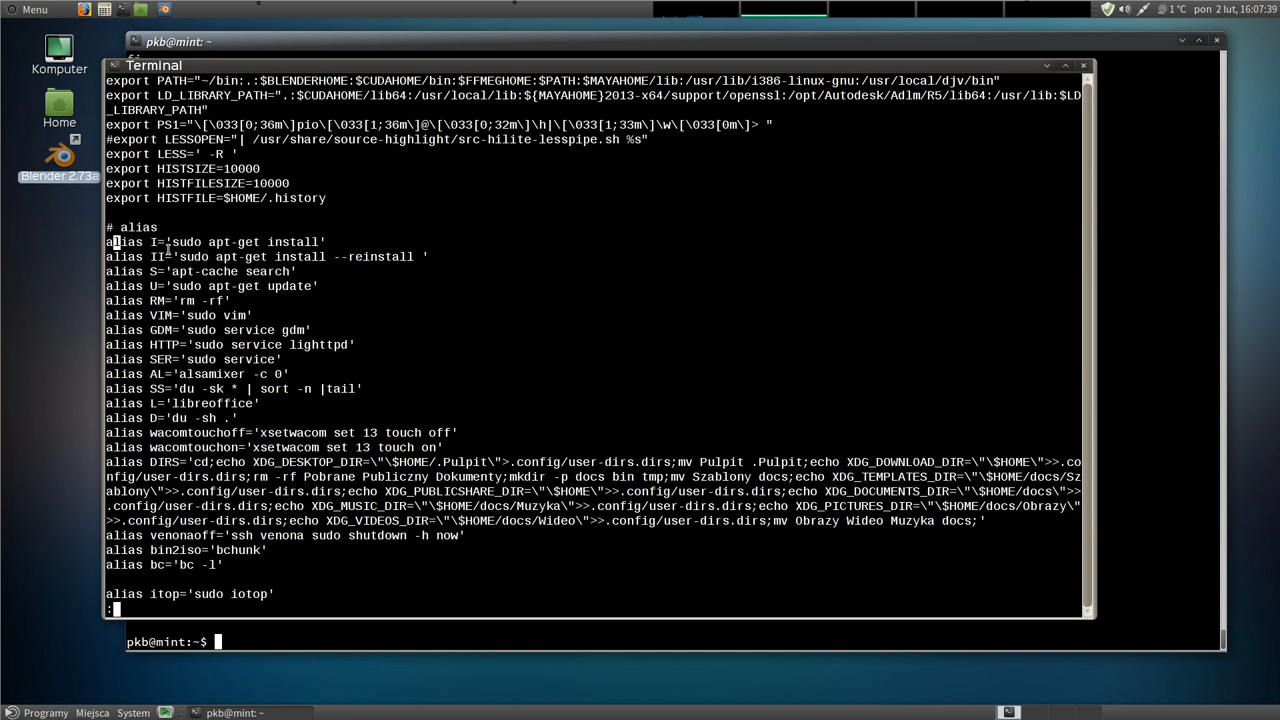 Menu
1 °C pon 2 lut, 16:07:39
Komputer
Home
Blender 2.73a
pkb@mint: ~
Terminal
export PATH="~/bin:.:$BLENDERHOME:$CUDAHOME/bin:$FFMEGHOME:$PATH:$MAYAHOME/lib:/usr/lib/i386-linux-gnu:/usr/local/djv/bin"
export LD_LIBRARY_PATH=".:$CUDAHOME/lib64:/usr/local/lib:${MAYAHOME}2013-x64/support/openssl:/opt/Autodesk/Adlm/R5/lib64:/usr/lib:$LD
_LIBRARY_PATH"
export PS1="\[\033[0;36m\]pio\[\033[1;36m\]@\[\033[0;32m\]\h|\[\033[1;33m\]\w\[\033[0m\]> "
#export LESSOPEN="| /usr/share/source-highlight/src-hilite-lesspipe.sh %s"
export LESS=' -R '
export HISTSIZE=10000
export HISTFILESIZE=10000
export HISTFILE=$HOME/.history
# alias
alias I='sudo apt-get install'
alias II='sudo apt-get install --reinstall '
alias S='apt-cache search'
alias U='sudo apt-get update'
alias RM='rm -rf'
alias VIM='sudo vim'
alias GDM='sudo service gdm'
alias HTTP='sudo service lighttpd'
alias SER='sudo service'
alias AL='alsamixer -c 0'
alias SS='du -sk * | sort -n |tail'
alias L='libreoffice'
alias D='du -sh .'
alias wacomtouchoff='xsetwacom set 13 touch off'
alias wacomtouchon='xsetwacom set 13 touch on'
alias DIRS='cd;echo XDG_DESKTOP_DIR=\"\$HOME/.Pulpit\">.config/user-dirs.dirs;mv Pulpit .Pulpit;echo XDG_DOWNLOAD_DIR=\"\$HOME\">>.co
nfig/user-dirs.dirs;rm -rf Pobrane Publiczny Dokumenty;mkdir -p docs bin tmp;mv Szablony docs;echo XDG_TEMPLATES_DIR=\"\$HOME/docs/Sz
ablony\">>.config/user-dirs.dirs;echo XDG_PUBLICSHARE_DIR=\"\$HOME\">>.config/user-dirs.dirs;echo XDG_DOCUMENTS_DIR=\"\$HOME/docs\">>
.config/user-dirs.dirs;echo XDG_MUSIC_DIR=\"\$HOME/docs/Muzyka\">>.config/user-dirs.dirs;echo XDG_PICTURES_DIR=\"\$HOME/docs/Obrazy\"
>>.config/user-dirs.dirs;echo XDG_VIDEOS_DIR=\"\$HOME/docs/Wideo\">>.config/user-dirs.dirs;mv Obrazy Wideo Muzyka docs;'
alias venonaoff='ssh venona sudo shutdown -h now'
alias bin2iso='bchunk'
alias bc='bc -l'
alias itop='sudo iotop'
:
pkb@mint:~$
Programy Miejsca System pkb@mint: ~